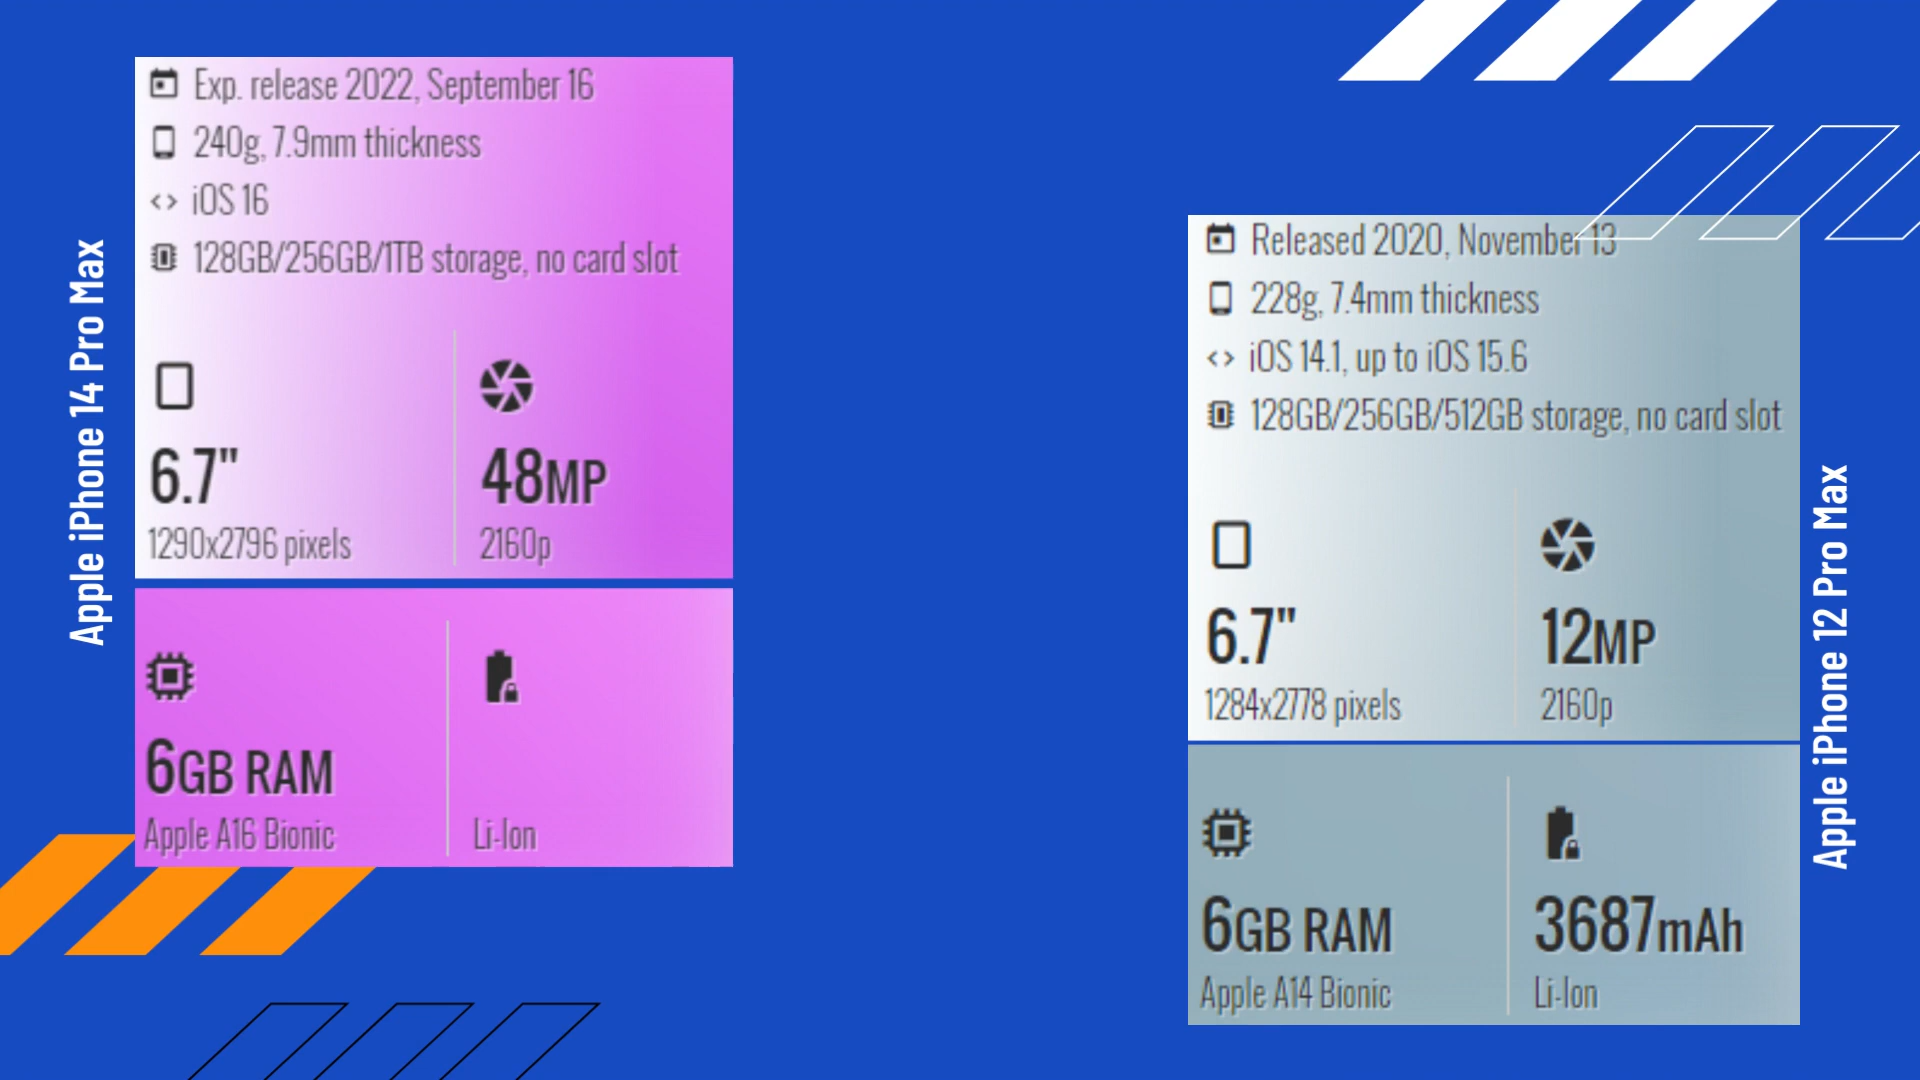 Apple iPhone 14 Pro Max
Exp. release 2022, September 16
240g, 7.9mm thickness
iOS 16
128GB/256GB/1TB storage, no card slot
6.7"
1290x2796 pixels
48MP
2160p
6GB RAM
Apple A16 Bionic
Li-Ion
Released 2020, November 13
228g, 7.4mm thickness
iOS 14.1, up to iOS 15.6
128GB/256GB/512GB storage, no card slot
6.7"
1284x2778 pixels
12MP
2160p
6GB RAM
Apple A14 Bionic
3687mAh
Li-Ion
Apple iPhone 12 Pro Max